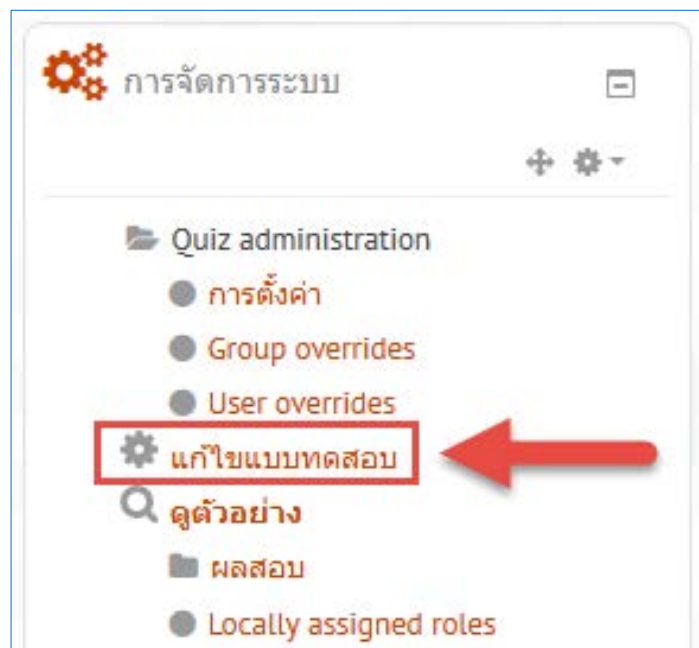 การจัดการระบบ
Quiz administration
การตั้งค่า
Group overrides
User overrides
แก้ไขแบบทดสอบ
ดูตัวอย่าง
ผลสอบ
Locally assigned roles